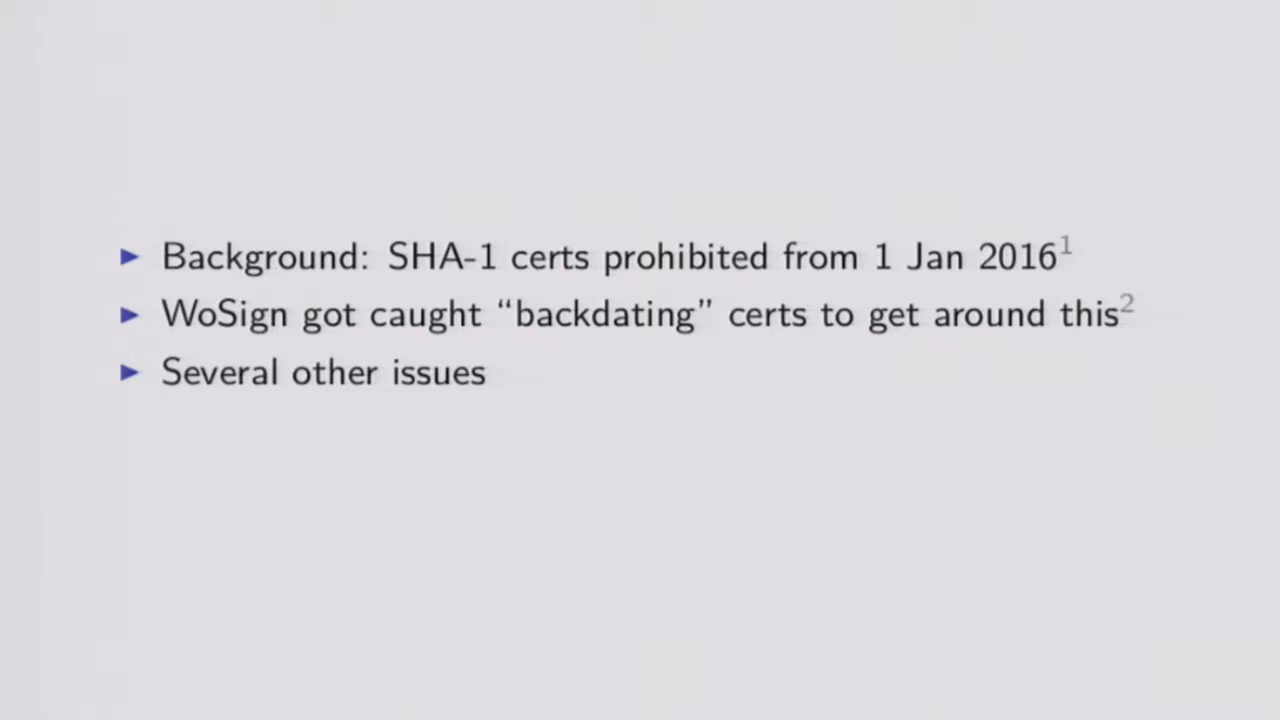 ▶ Background: SHA-1 certs prohibited from 1 Jan 2016¹
▶ WoSign got caught “backdating” certs to get around this²
▶ Several other issues